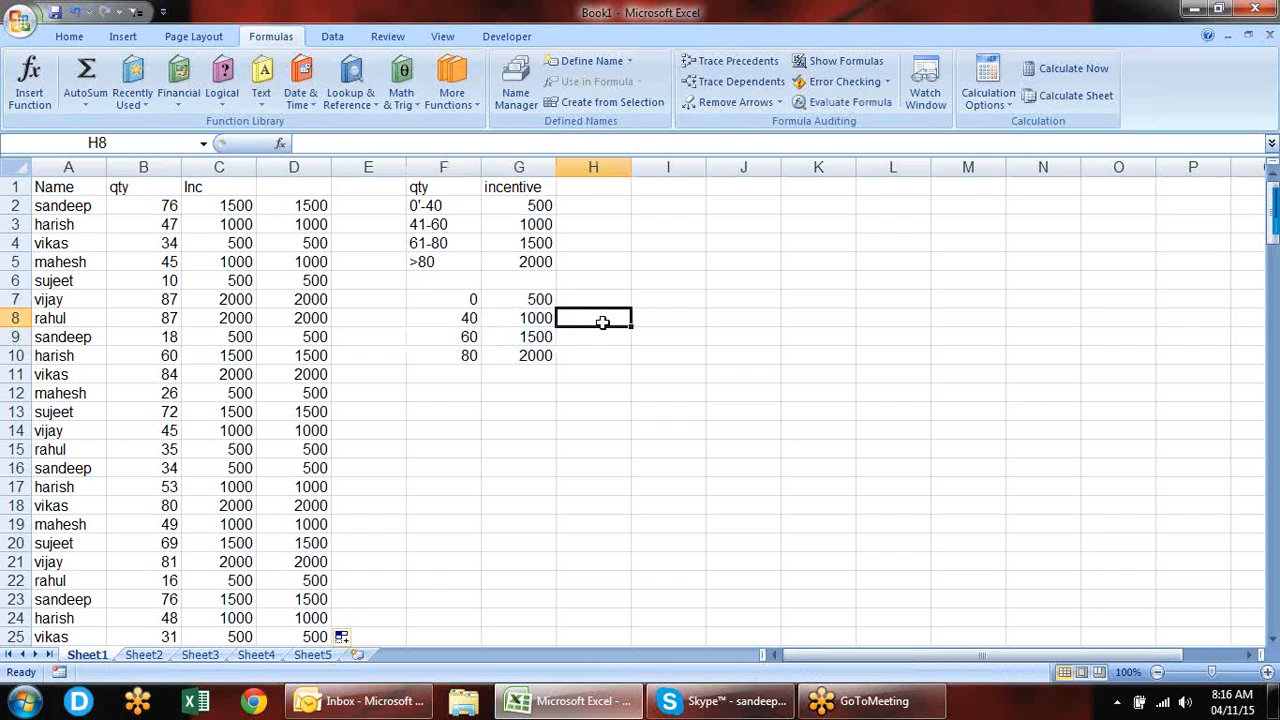 Book1 - Microsoft Excel
Home Insert Page Layout Formulas Data Review View Developer
Insert Function
AutoSum
Recently Used
Financial
Logical
Text
Date & Time
Lookup & Reference
Math & Trig
More Functions
Function Library
Name Manager
Define Name
Use in Formula
Create from Selection
Defined Names
Trace Precedents
Trace Dependents
Remove Arrows
Show Formulas
Error Checking
Evaluate Formula
Formula Auditing
Watch Window
Calculation Options
Calculate Now
Calculate Sheet
Calculation
H8 fx
A B C D E F G H I J K L M N O P
1 Name qty Inc qty incentive
2 sandeep 76 1500 1500 0'-40 500
3 harish 47 1000 1000 41-60 1000
4 vikas 34 500 500 61-80 1500
5 mahesh 45 1000 1000 >80 2000
6 sujeet 10 500 500
7 vijay 87 2000 2000 0 500
8 rahul 87 2000 2000 40 1000
9 sandeep 18 500 500 60 1500
10 harish 60 1500 1500 80 2000
11 vikas 84 2000 2000
12 mahesh 26 500 500
13 sujeet 72 1500 1500
14 vijay 45 1000 1000
15 rahul 35 500 500
16 sandeep 34 500 500
17 harish 53 1000 1000
18 vikas 80 2000 2000
19 mahesh 49 1000 1000
20 sujeet 69 1500 1500
21 vijay 81 2000 2000
22 rahul 16 500 500
23 sandeep 76 1500 1500
24 harish 48 1000 1000
25 vikas 31 500 500
Sheet1 Sheet2 Sheet3 Sheet4 Sheet5
Ready 100%
Inbox - Microsoft ... Microsoft Excel - ... Skype™ - sandeep... GoToMeeting
8:16 AM
04/11/15